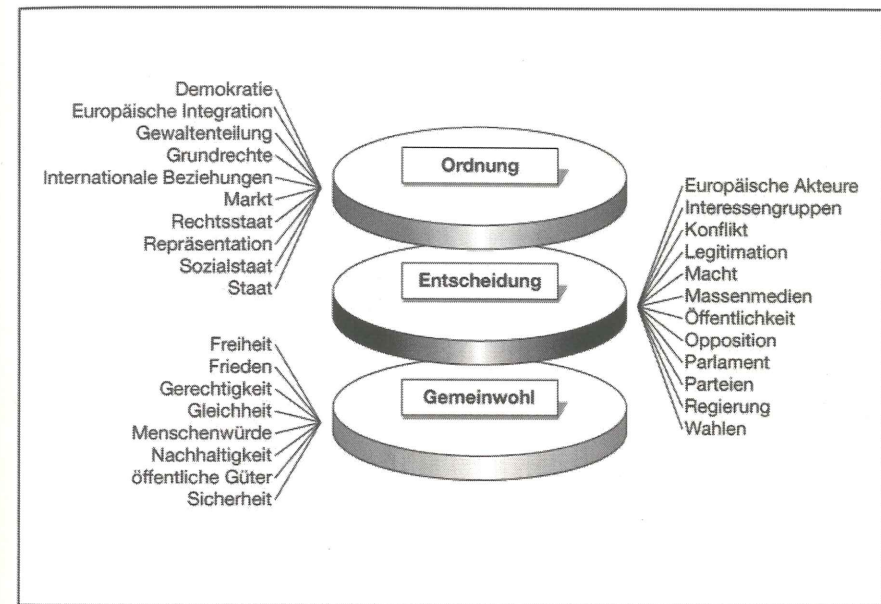 Demokratie
Europäische Integration
Gewaltenteilung
Grundrechte
Internationale Beziehungen
Markt
Rechtsstaat
Repräsentation
Sozialstaat
Staat
Ordnung
Entscheidung
Europäische Akteure
Interessengruppen
Konflikt
Legitimation
Macht
Massenmedien
Öffentlichkeit
Opposition
Parlament
Parteien
Regierung
Wahlen
Freiheit
Frieden
Gerechtigkeit
Gleichheit
Menschenwürde
Nachhaltigkeit
öffentliche Güter
Sicherheit
Gemeinwohl